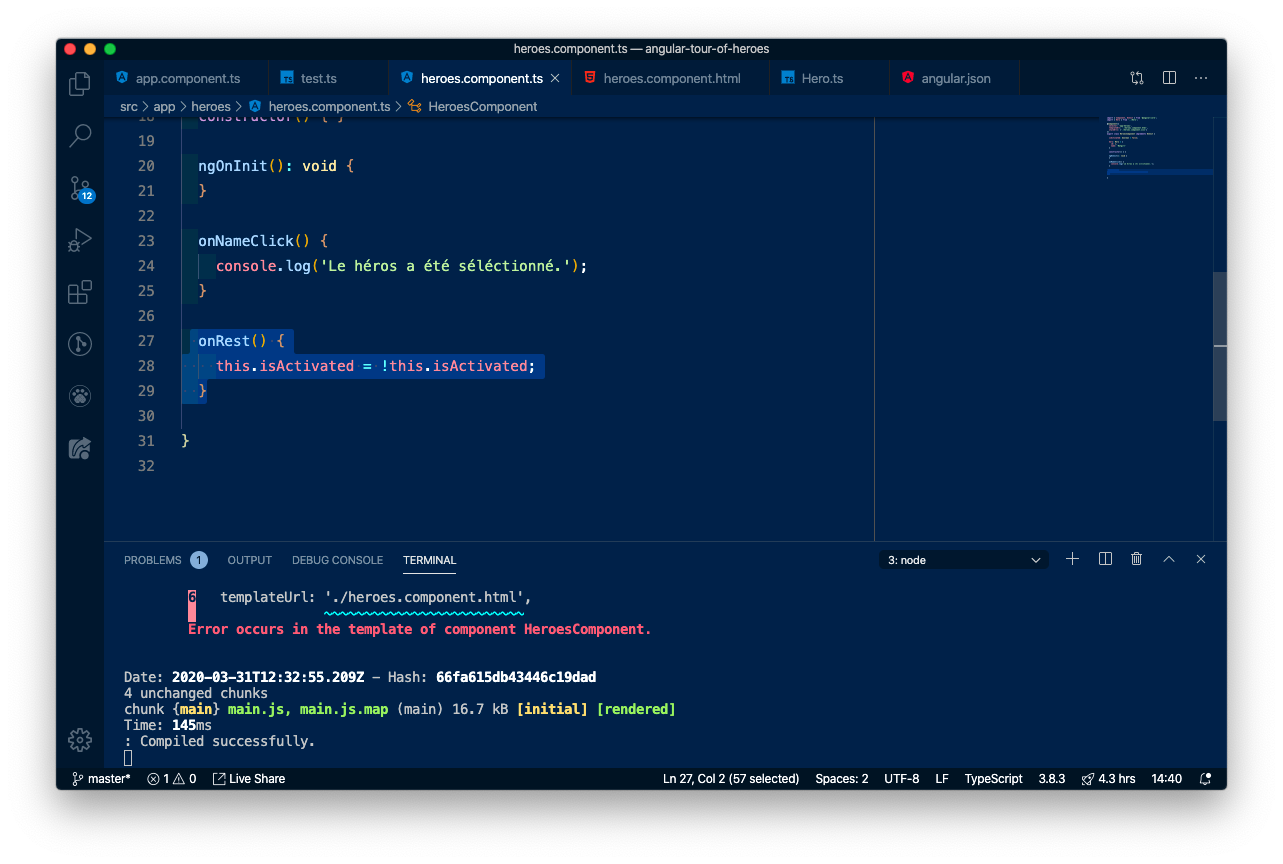 heroes.component.ts — angular-tour-of-heroes
app.component.ts TS test.ts heroes.component.ts heroes.component.html TS Hero.ts angular.json
src > app > heroes > heroes.component.ts > HeroesComponent
18 constructor() { }
19
20 ngOnInit(): void {
21 }
22
23 onNameClick() {
24 console.log('Le héros a été séléctionné.');
25 }
26
27 onRest() {
28 this.isActivated = !this.isActivated;
29 }
30
31 }
32
12
PROBLEMS 1 OUTPUT DEBUG CONSOLE TERMINAL 3: node
6 templateUrl: './heroes.component.html',
Error occurs in the template of component HeroesComponent.
Date: 2020-03-31T12:32:55.209Z - Hash: 66fa615db43446c19dad
4 unchanged chunks
chunk {main} main.js, main.js.map (main) 16.7 kB [initial] [rendered]
Time: 145ms
: Compiled successfully.
master* 1 0 Live Share Ln 27, Col 2 (57 selected) Spaces: 2 UTF-8 LF TypeScript 3.8.3 4.3 hrs 14:40